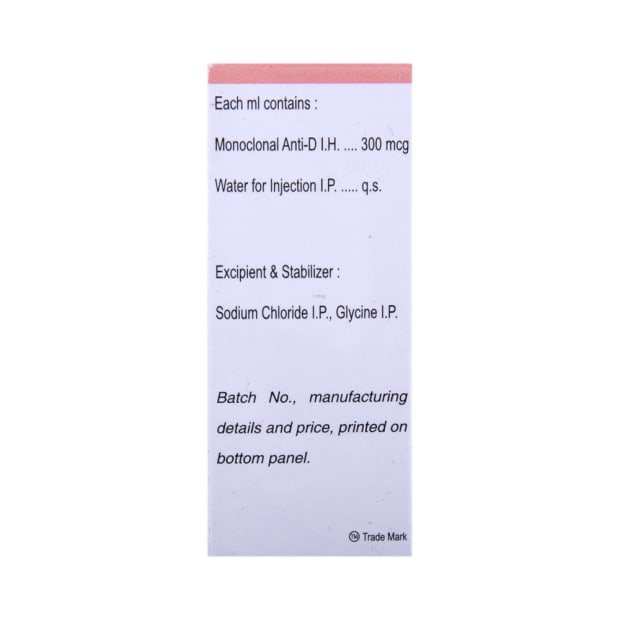 Each ml contains :
Monoclonal Anti-D I.H. .... 300 mcg
Water for Injection I.P. ..... q.s.
Excipient & Stabilizer :
Sodium Chloride I.P., Glycine I.P.
Batch No., manufacturing
details and price, printed on
bottom panel.
TM Trade Mark